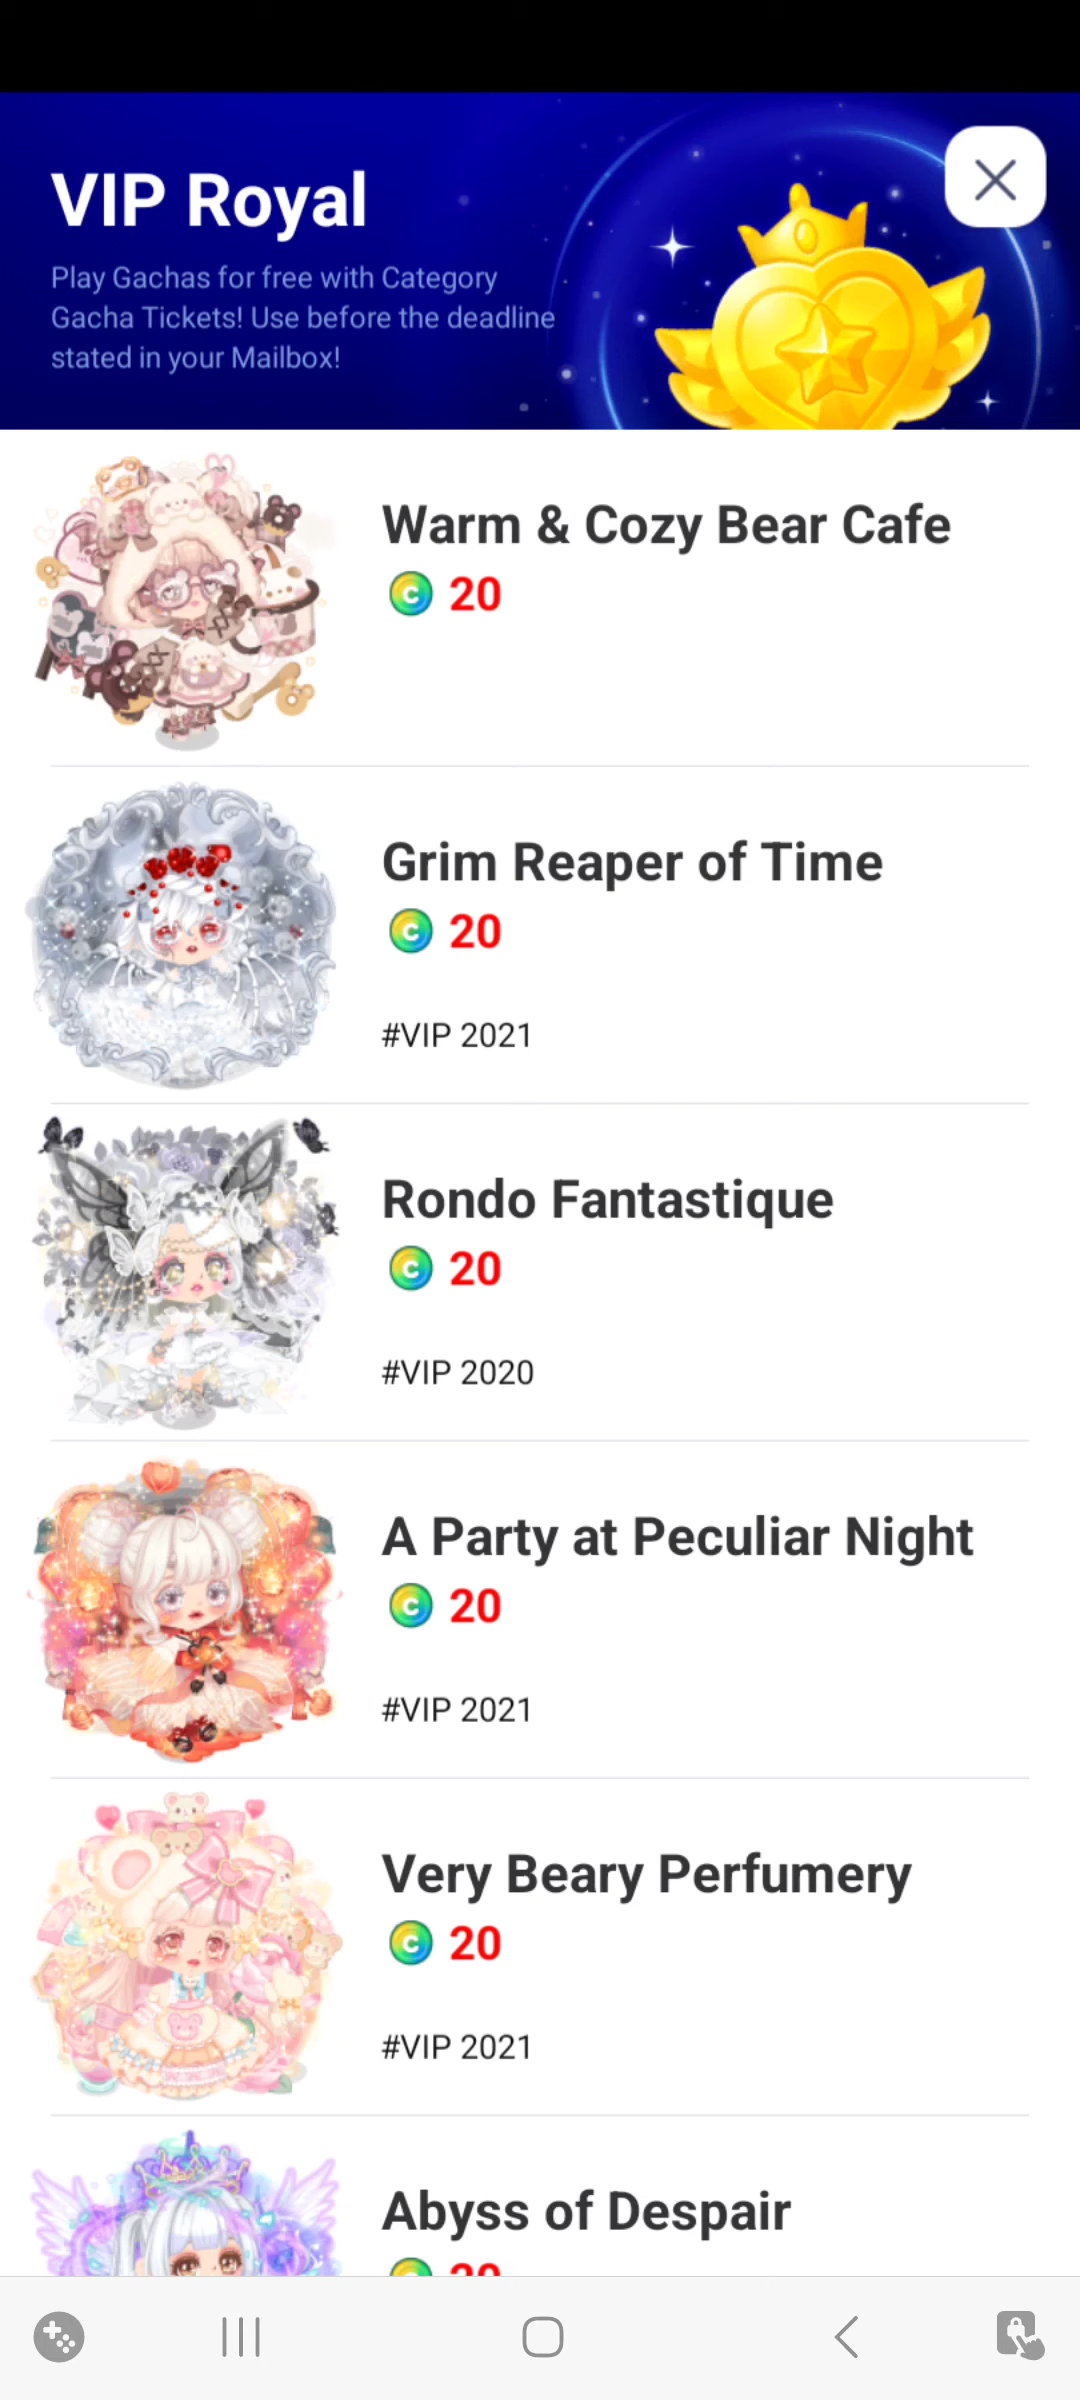 VIP Royal
Play Gachas for free with Category
Gacha Tickets! Use before the deadline
stated in your Mailbox!
Warm & Cozy Bear Cafe
C 20
Grim Reaper of Time
C 20
#VIP 2021
Rondo Fantastique
C 20
#VIP 2020
A Party at Peculiar Night
C 20
#VIP 2021
Very Beary Perfumery
C 20
#VIP 2021
Abyss of Despair
20